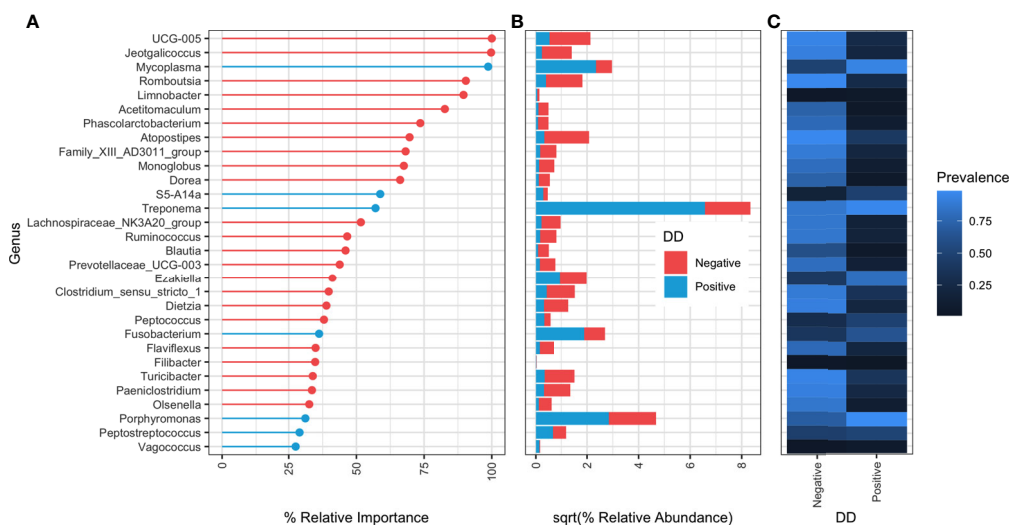 A
B
C
Genus
UCG-005
Jeotgalicoccus
Mycoplasma
Romboutsia
Limnobacter
Acetitomaculum
Phascolarctobacterium
Atopostipes
Family_XIII_AD3011_group
Monoglobus
Dorea
S5-A14a
Treponema
Lachnospiraceae_NK3A20_group
Ruminococcus
Blautia
Prevotellaceae_UCG-003
Ezakiella
Clostridium_sensu_stricto_1
Dietzia
Peptococcus
Fusobacterium
Flaviflexus
Filibacter
Turicibacter
Paeniclostridium
Olsenella
Porphyromonas
Peptostreptococcus
Vagococcus
0
25
50
75
100
% Relative Importance
DD
Negative
Positive
0
2
4
6
8
sqrt(% Relative Abundance)
Negative
Positive
DD
Prevalence
0.75
0.50
0.25